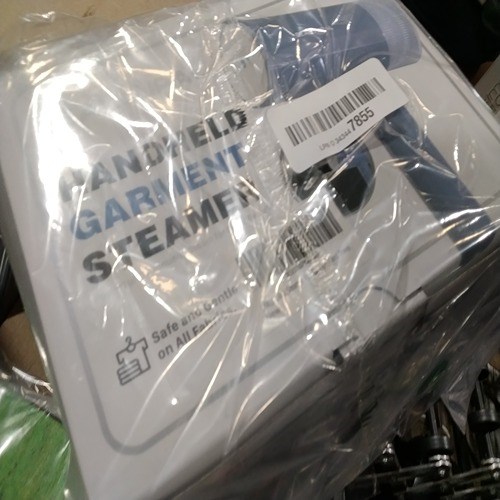 HANDHELD
GARMENT
STEAMER
Safe and Gentle
on All
7855